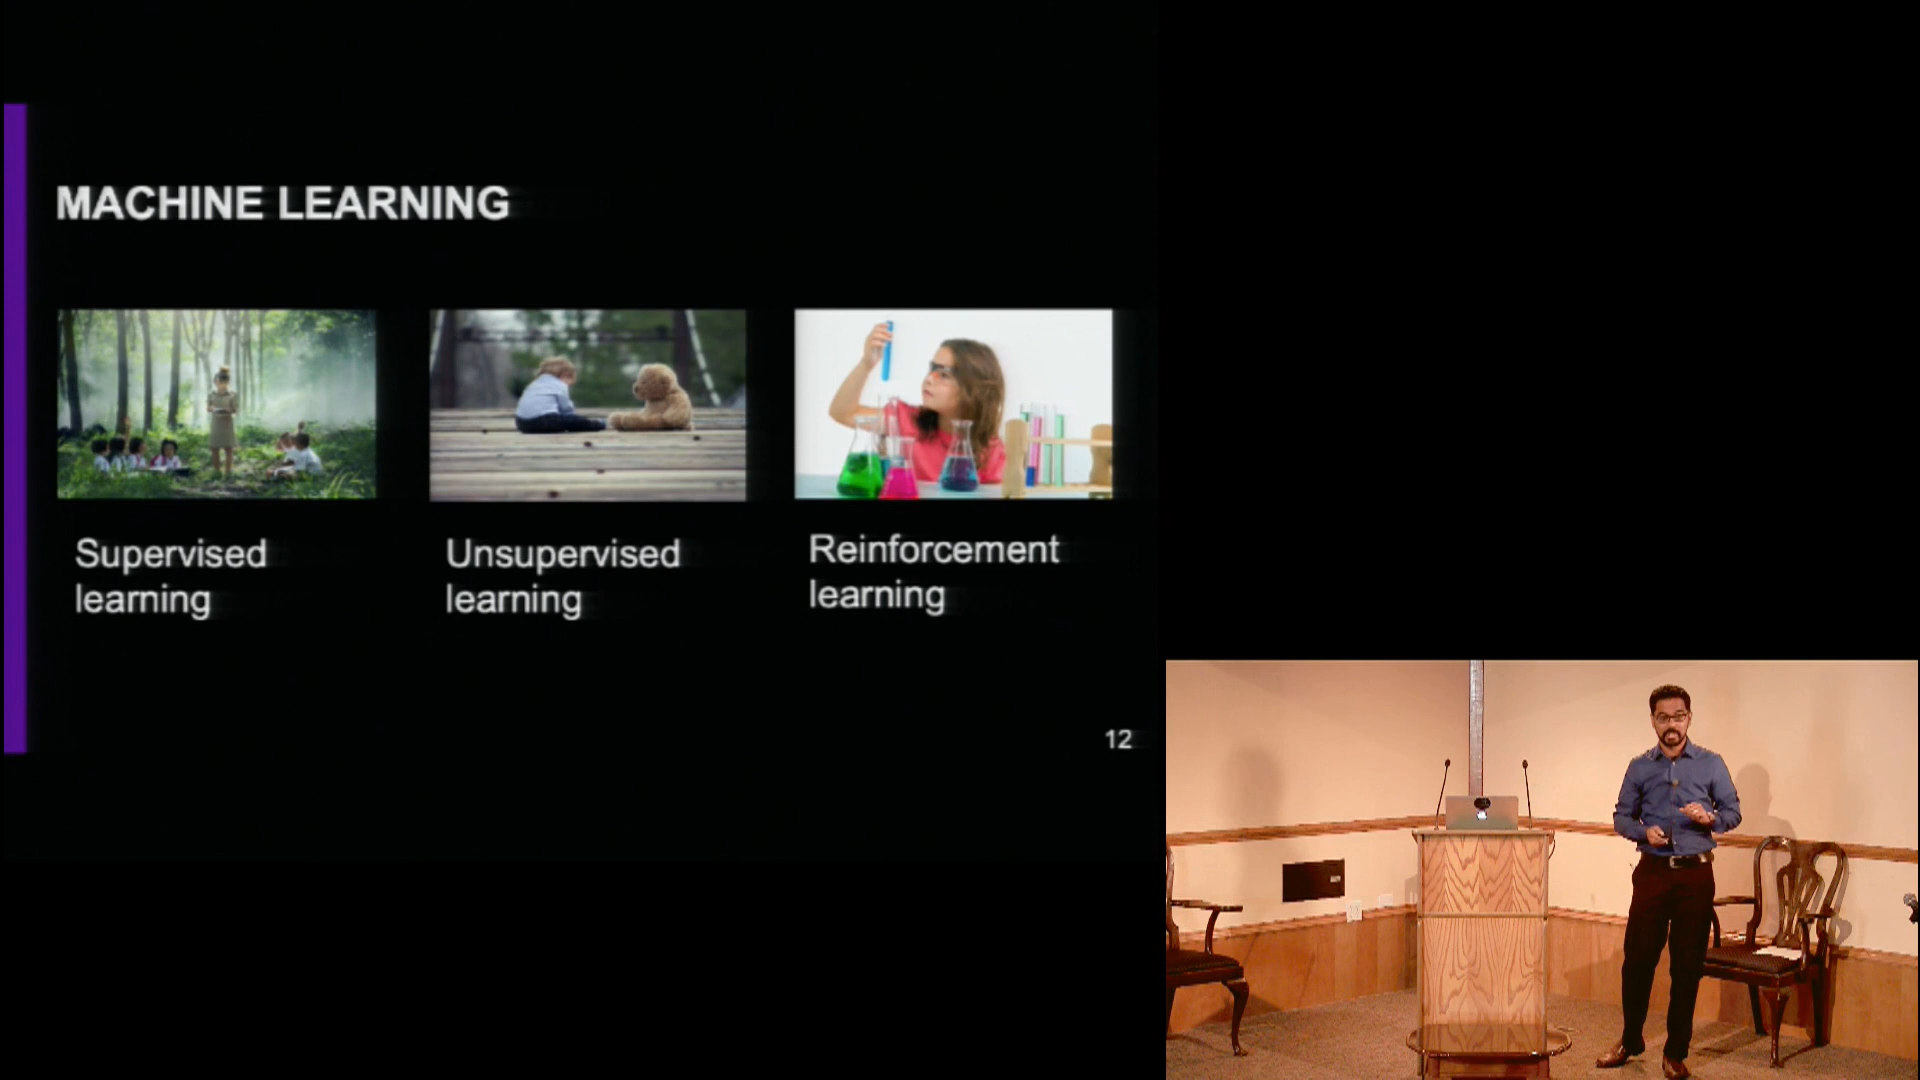 MACHINE LEARNING
Supervised
learning
Unsupervised
learning
Reinforcement
learning
12